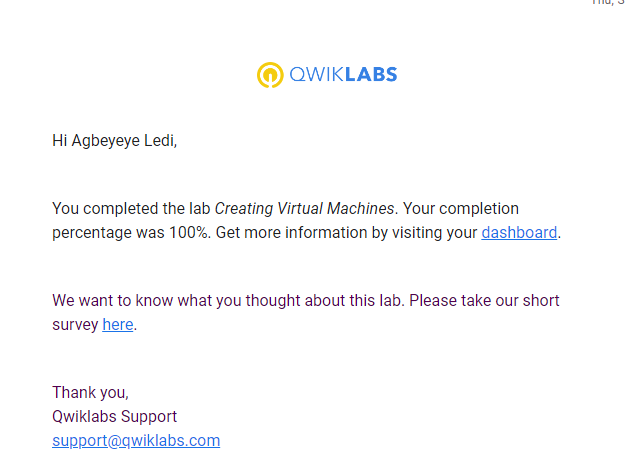 QWIKLABS
Hi Agbeyeye Ledi,
You completed the lab Creating Virtual Machines. Your completion
percentage was 100%. Get more information by visiting your dashboard.
We want to know what you thought about this lab. Please take our short
survey here.
Thank you,
Qwiklabs Support
support@qwiklabs.com